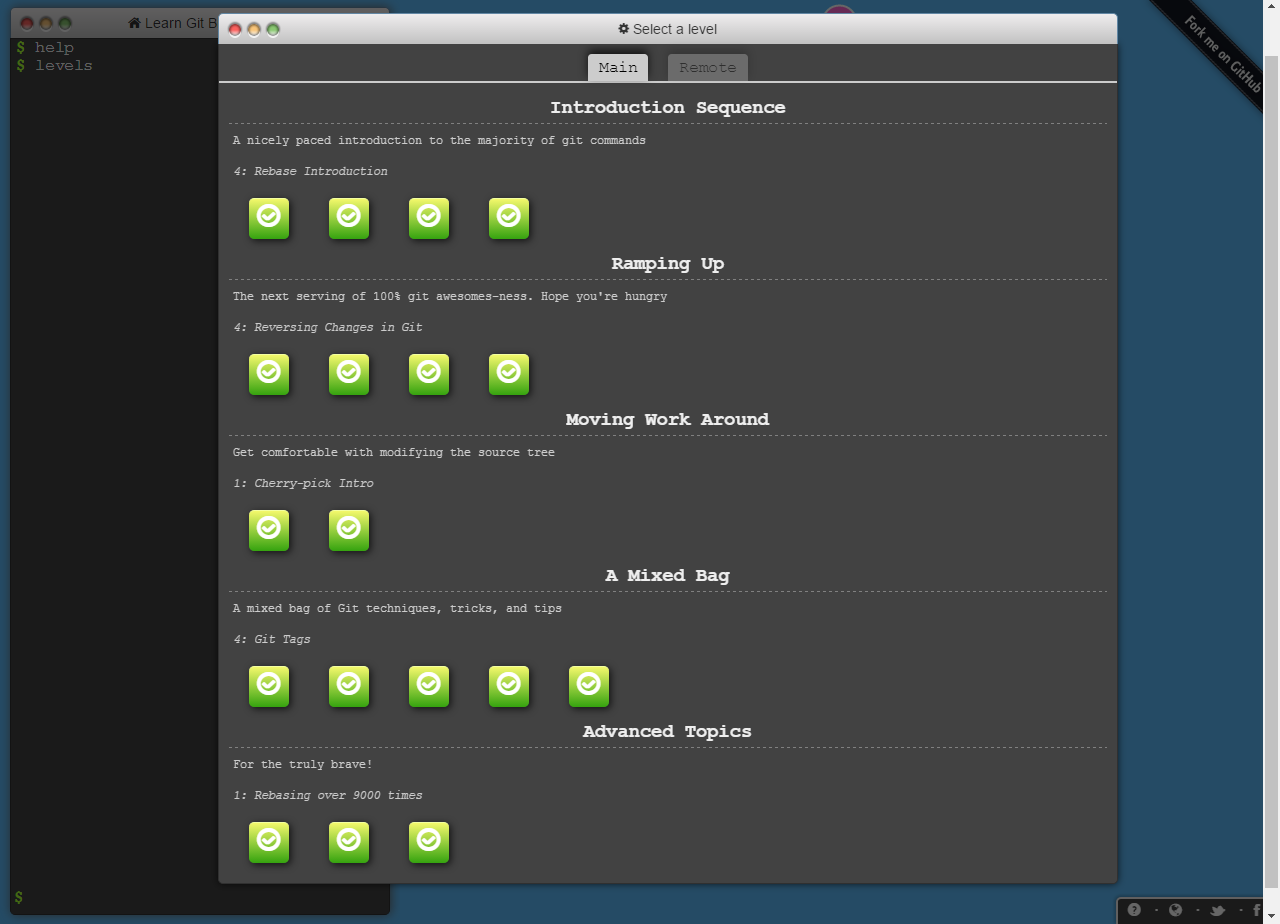 Learn Git B
$ help
$ levels
Select a level
Main
Remote
Introduction Sequence
A nicely paced introduction to the majority of git commands
4: Rebase Introduction
Ramping Up
The next serving of 100% git awesomes-ness. Hope you're hungry
4: Reversing Changes in Git
Moving Work Around
Get comfortable with modifying the source tree
1: Cherry-pick Intro
A Mixed Bag
A mixed bag of Git techniques, tricks, and tips
4: Git Tags
Advanced Topics
For the truly brave!
1: Rebasing over 9000 times
$
Fork me on GitHub